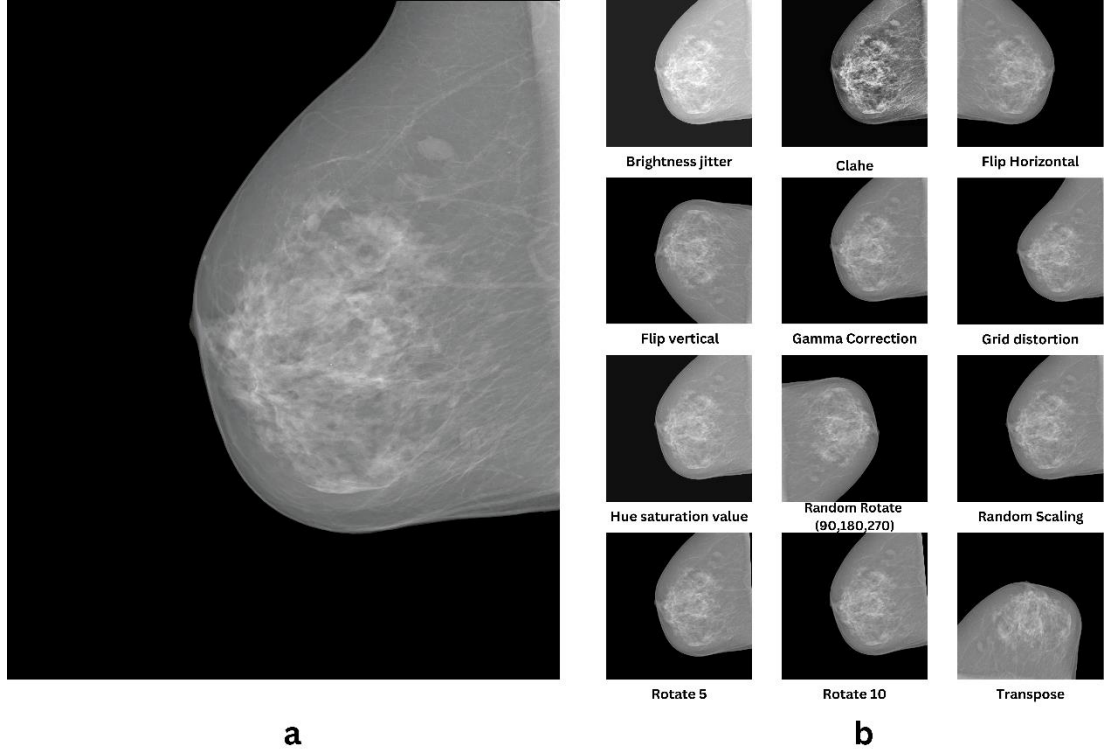 Brightness jitter
Clahe
Flip Horizontal
Flip vertical
Gamma Correction
Grid distortion
Hue saturation value
Random Rotate
(90,180,270)
Random Scaling
Rotate 5
Rotate 10
Transpose
a
b